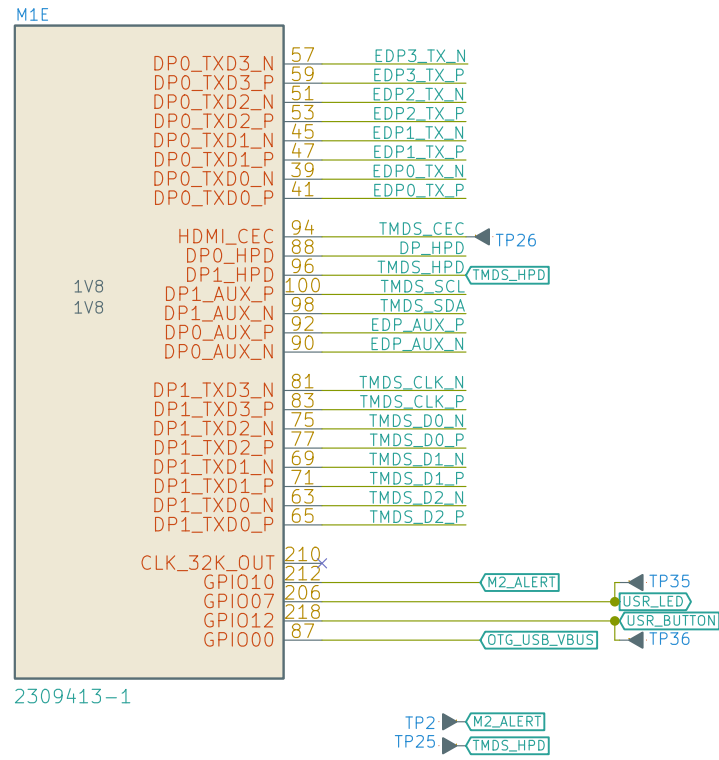 M1E
DP0_TXD3_N 57 EDP3_TX_N
DP0_TXD3_P 59 EDP3_TX_P
DP0_TXD2_N 51 EDP2_TX_N
DP0_TXD2_P 53 EDP2_TX_P
DP0_TXD1_N 45 EDP1_TX_N
DP0_TXD1_P 47 EDP1_TX_P
DP0_TXD0_N 39 EDP0_TX_N
DP0_TXD0_P 41 EDP0_TX_P
HDMI_CEC 94 TMDS_CEC TP26
DP0_HPD 88 DP_HPD
DP1_HPD 96 TMDS_HPD TMDS_HPD
1V8 DP1_AUX_P 100 TMDS_SCL
1V8 DP1_AUX_N 98 TMDS_SDA
DP0_AUX_P 92 EDP_AUX_P
DP0_AUX_N 90 EDP_AUX_N
DP1_TXD3_N 81 TMDS_CLK_N
DP1_TXD3_P 83 TMDS_CLK_P
DP1_TXD2_N 75 TMDS_D0_N
DP1_TXD2_P 77 TMDS_D0_P
DP1_TXD1_N 69 TMDS_D1_N
DP1_TXD1_P 71 TMDS_D1_P
DP1_TXD0_N 63 TMDS_D2_N
DP1_TXD0_P 65 TMDS_D2_P
CLK_32K_OUT 210
GPIO10 212 M2_ALERT TP35
GPIO07 206 USR_LED
GPIO12 218 USR_BUTTON
GPIO00 87 OTG_USB_VBUS TP36
2309413-1
TP2 M2_ALERT
TP25 TMDS_HPD